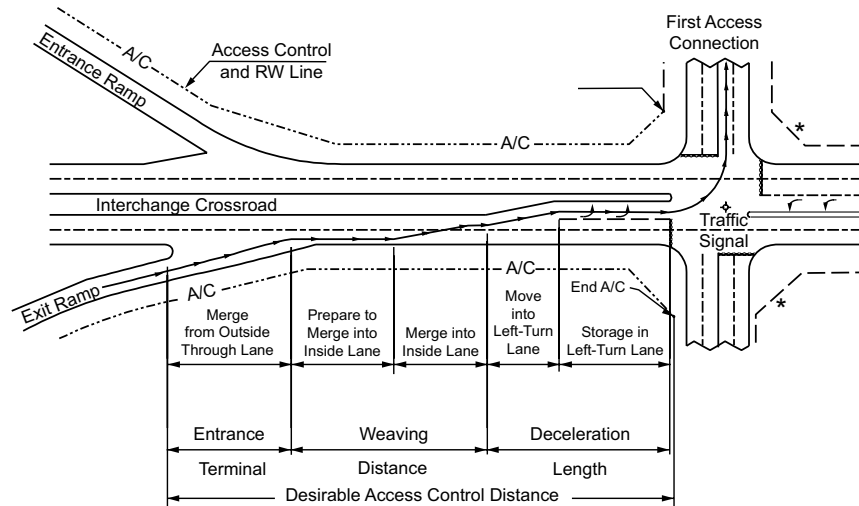 First Access
Connection
A/C
Access Control
and RW Line
Entrance Ramp
A/C
*
Interchange Crossroad
Traffic
Signal
Exit Ramp
A/C
A/C
End A/C
*
Merge
from Outside
Through Lane
Prepare to
Merge into
Inside Lane
Merge into
Inside Lane
Move
into
Left-Turn
Lane
Storage in
Left-Turn Lane
Entrance
Terminal
Weaving
Distance
Deceleration
Length
Desirable Access Control Distance